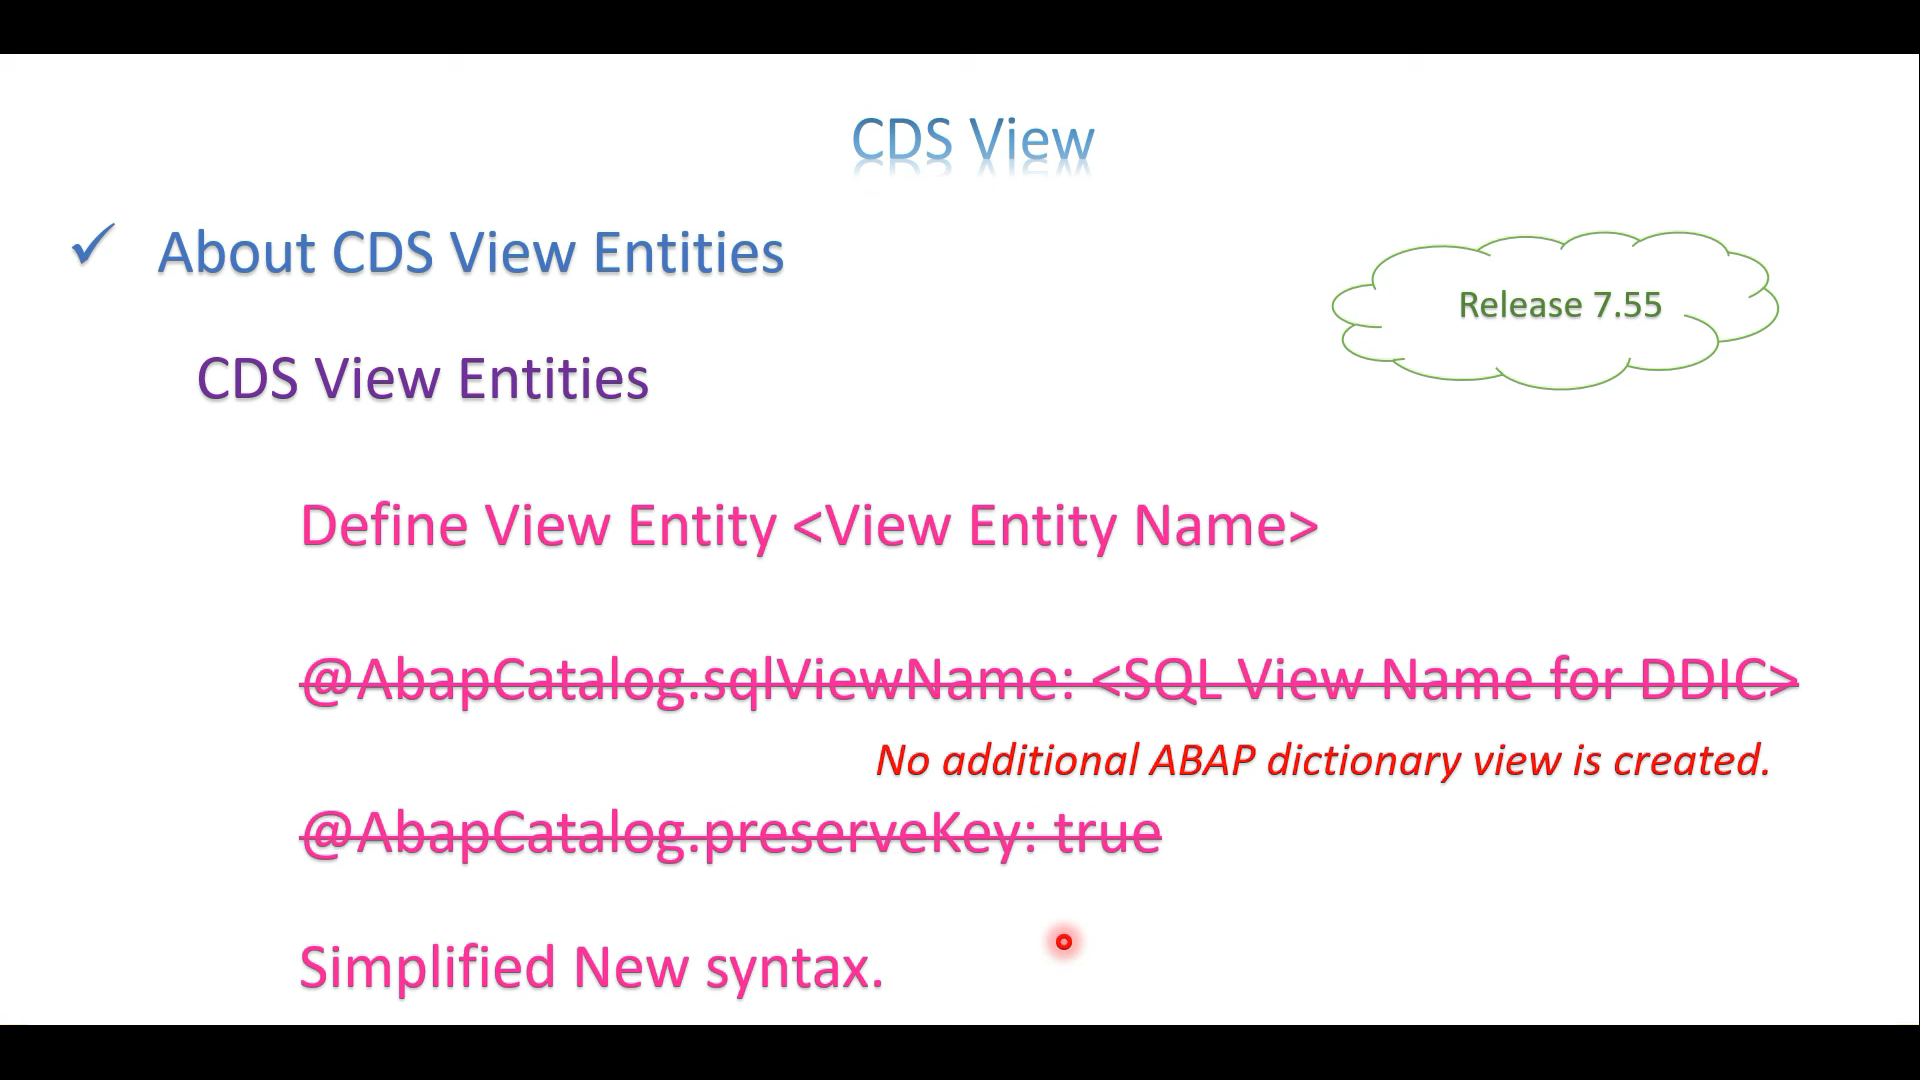 CDS View
✓ About CDS View Entities
Release 7.55
CDS View Entities
Define View Entity <View Entity Name>
@AbapCatalog.sqlViewName: <SQL View Name for DDIC>
No additional ABAP dictionary view is created.
@AbapCatalog.preserveKey: true
Simplified New syntax.